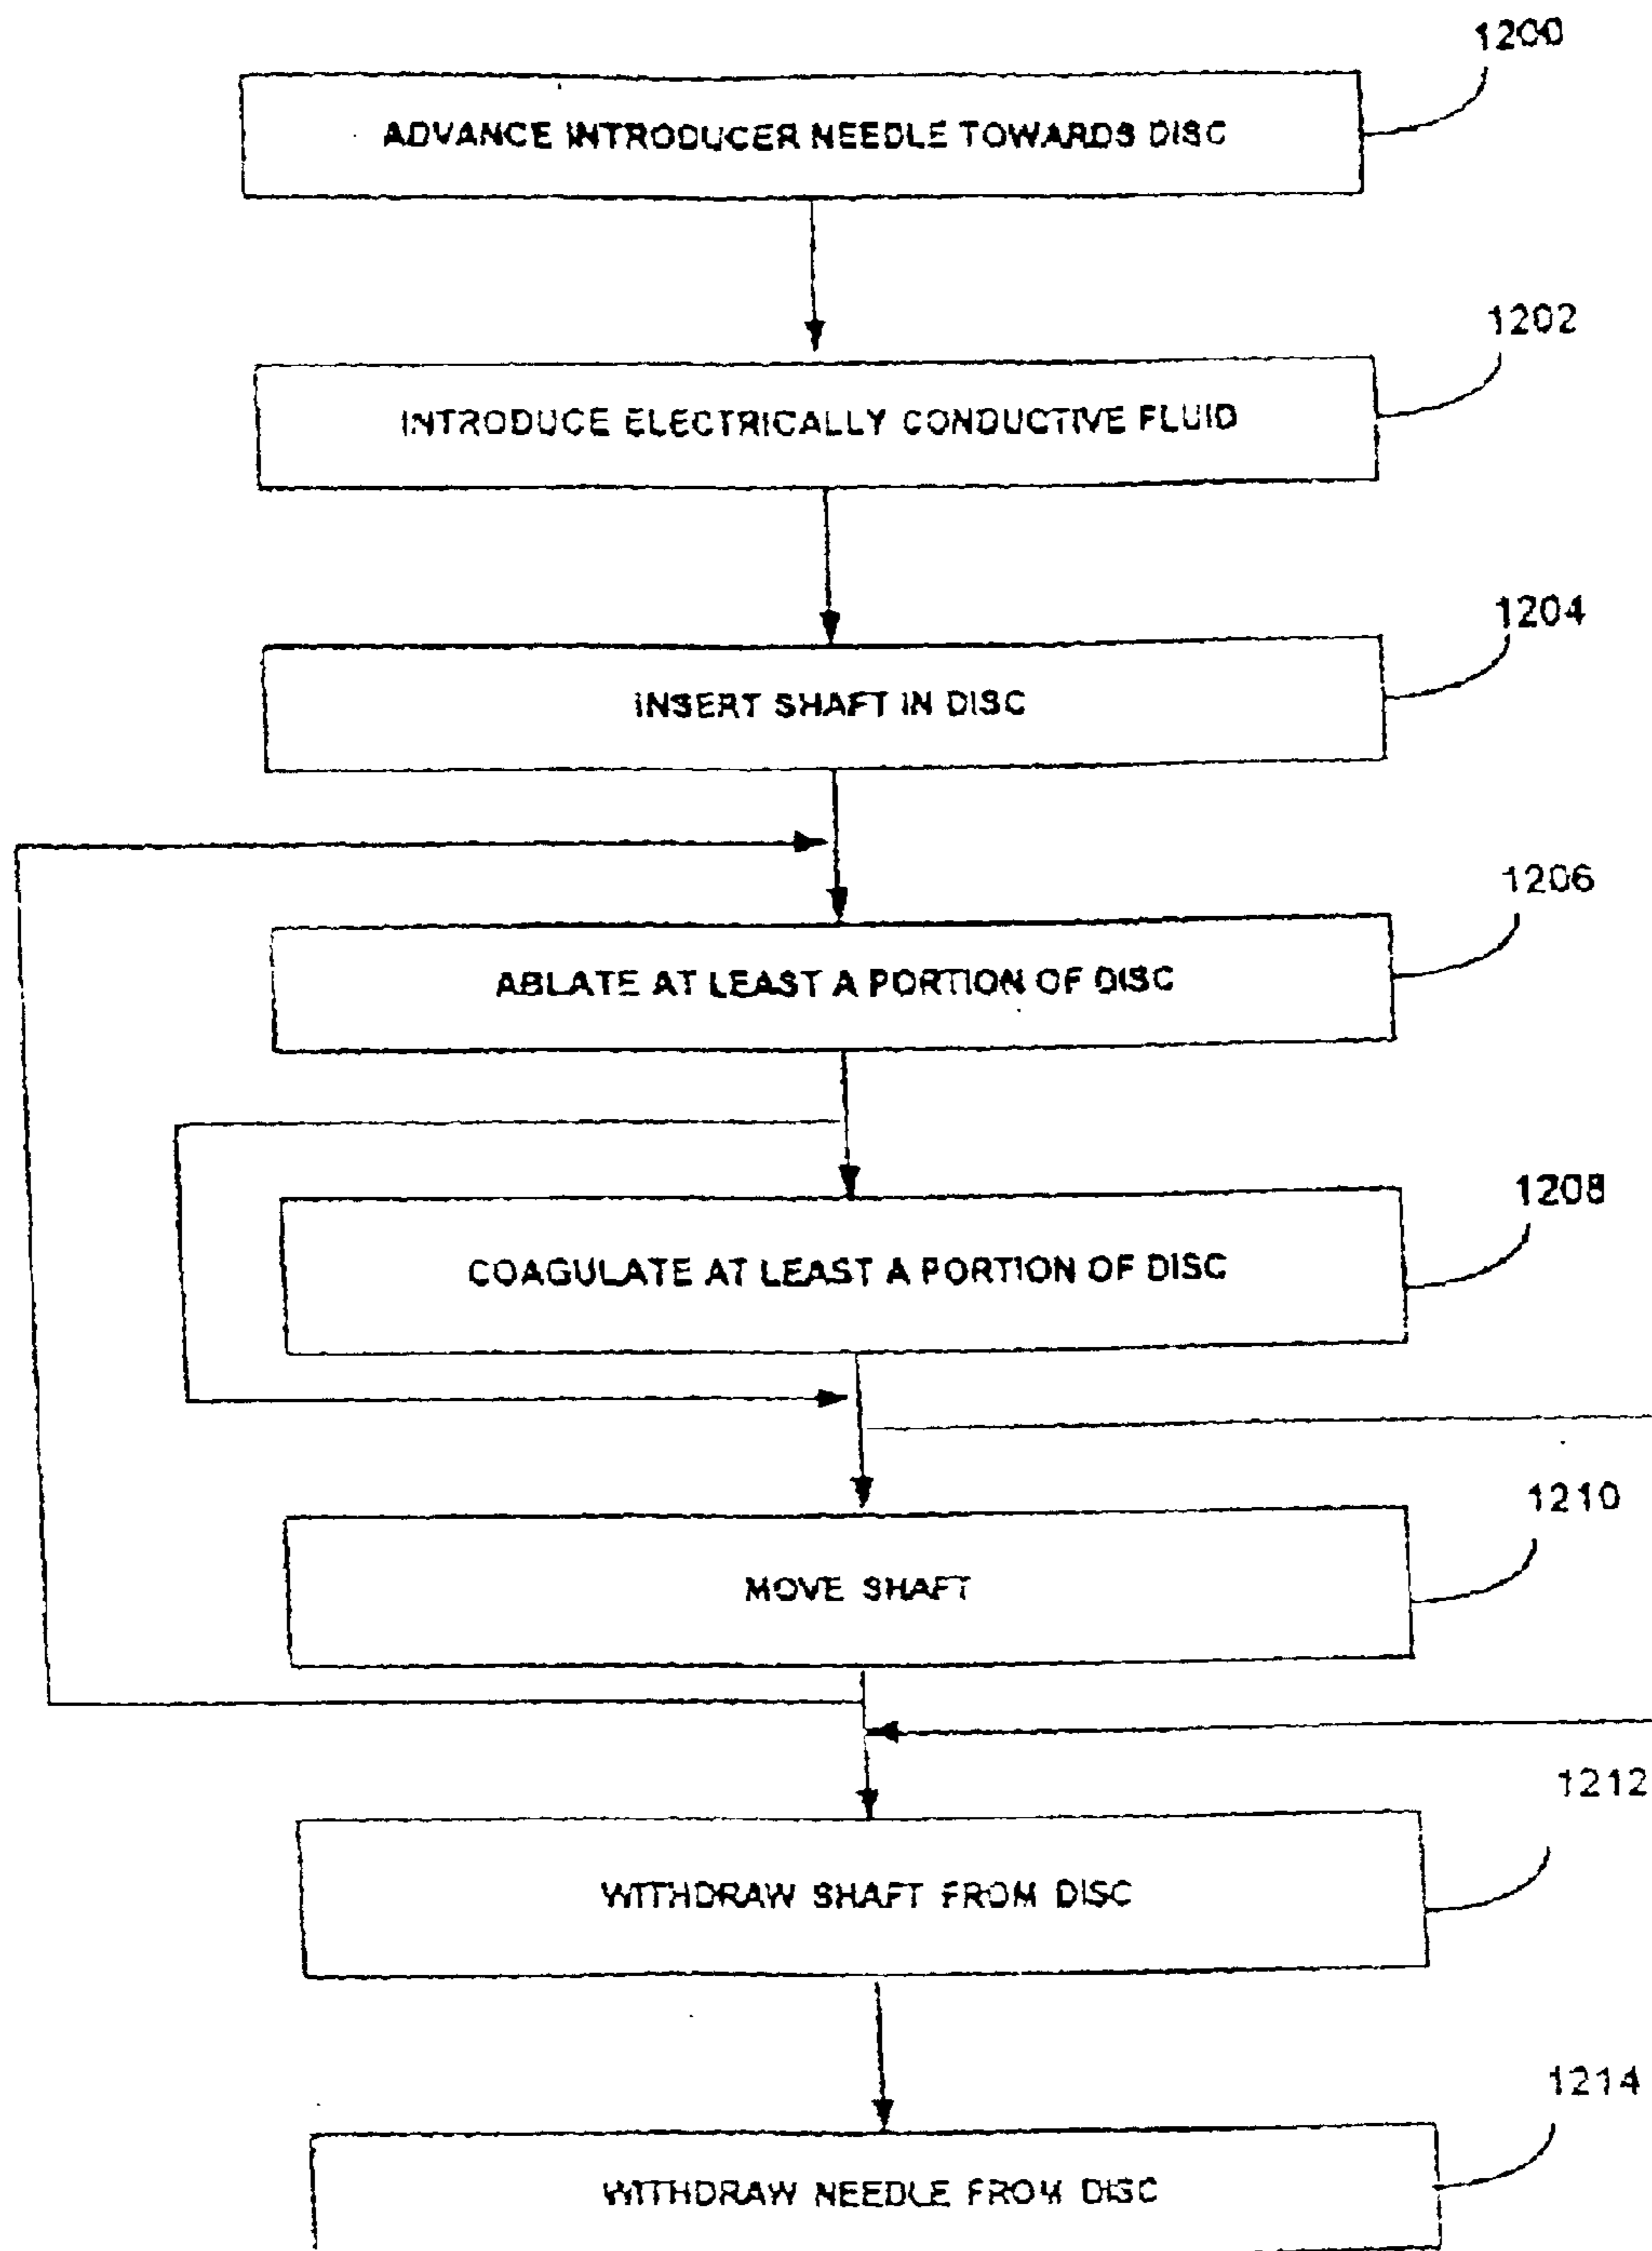 1200
ADVANCE INTRODUCER NEEDLE TOWARDS DISC
1202
INTRODUCE ELECTRICALLY CONDUCTIVE FLUID
1204
INSERT SHAFT IN DISC
1206
ABLATE AT LEAST A PORTION OF DISC
1208
COAGULATE AT LEAST A PORTION OF DISC
1210
MOVE SHAFT
1212
WITHDRAW SHAFT FROM DISC
1214
WITHDRAW NEEDLE FROM DISC